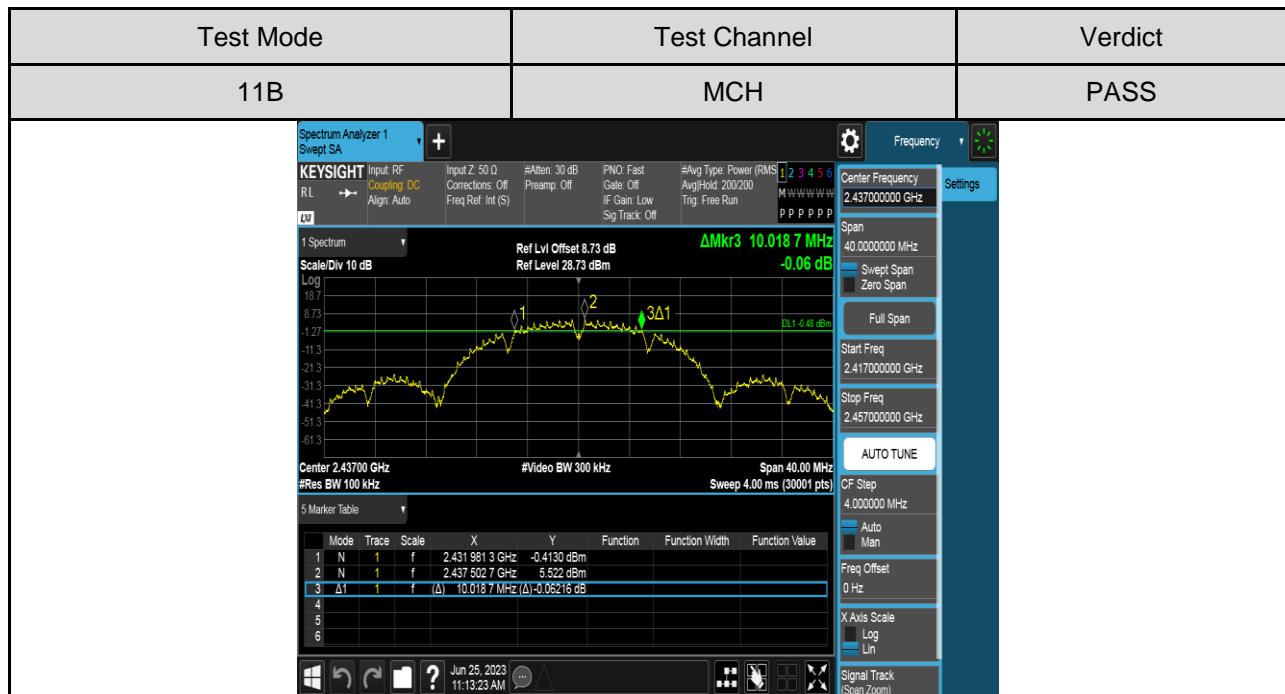 Test Mode Test Channel Verdict
11B MCH PASS
Spectrum Analyzer 1
Swept SA
+
Frequency
KEYSIGHT Input: RF Input Z: 50 Ω #Atten: 30 dB PNO: Fast #Avg Type: Power (RMS 1 2 3 4 5 6
RL Coupling: DC Corrections: Off Preamp: Off Gate: Off Avg|Hold: 200/200 M W W W W W
Align: Auto Freq Ref: Int (S) IF Gain: Low Trig: Free Run
LXI Sig Track: Off P P P P P P
1 Spectrum
Ref Lvl Offset 8.73 dB ΔMkr3 10.018 7 MHz
Scale/Div 10 dB Ref Level 28.73 dBm -0.06 dB
Log
18.7
8.73
-1.27
-11.3
-21.3
-31.3
-41.3
-51.3
-61.3
1
2
3Δ1
DL1 -0.48 dBm
Center 2.43700 GHz #Video BW 300 kHz Span 40.00 MHz
#Res BW 100 kHz Sweep 4.00 ms (30001 pts)
5 Marker Table
Mode Trace Scale X Y Function Function Width Function Value
1 N 1 f 2.431 981 3 GHz -0.4130 dBm
2 N 1 f 2.437 502 7 GHz 5.522 dBm
3 Δ1 1 f (Δ) 10.018 7 MHz (Δ) -0.06216 dB
4
5
6
?
Jun 25, 2023
11:13:23 AM
Center Frequency
2.437000000 GHz
Settings
Span
40.0000000 MHz
Swept Span
Zero Span
Full Span
Start Freq
2.417000000 GHz
Stop Freq
2.457000000 GHz
AUTO TUNE
CF Step
4.000000 MHz
Auto
Man
Freq Offset
0 Hz
X Axis Scale
Log
Lin
Signal Track
(Span Zoom)